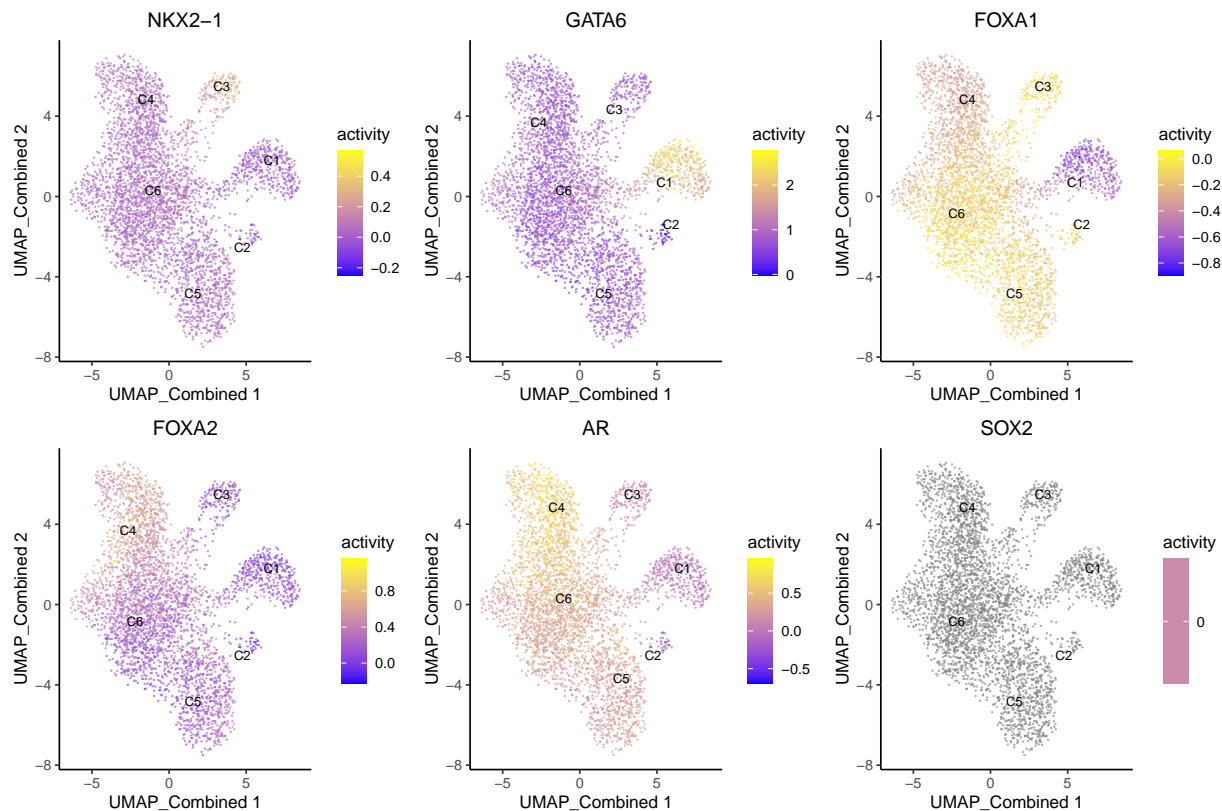 NKX2−1
GATA6
FOXA1
UMAP_Combined 2
4
0
−4
−8
−5
0
5
UMAP_Combined 1
C3
C4
C1
C6
C2
C5
activity
0.4
0.2
0.0
−0.2
UMAP_Combined 2
4
0
−4
−8
−5
0
5
UMAP_Combined 1
C3
C4
C1
C6
C2
C5
activity
2
1
0
UMAP_Combined 2
4
0
−4
−8
−5
0
5
UMAP_Combined 1
C3
C4
C1
C6
C2
C5
activity
0.0
−0.2
−0.4
−0.6
−0.8
FOXA2
AR
SOX2
UMAP_Combined 2
4
0
−4
−8
−5
0
5
UMAP_Combined 1
C3
C4
C1
C6
C2
C5
activity
0.8
0.4
0.0
UMAP_Combined 2
4
0
−4
−8
−5
0
5
UMAP_Combined 1
C3
C4
C1
C6
C2
C5
activity
0.5
0.0
−0.5
UMAP_Combined 2
4
0
−4
−8
−5
0
5
UMAP_Combined 1
C3
C4
C1
C6
C2
C5
activity
0